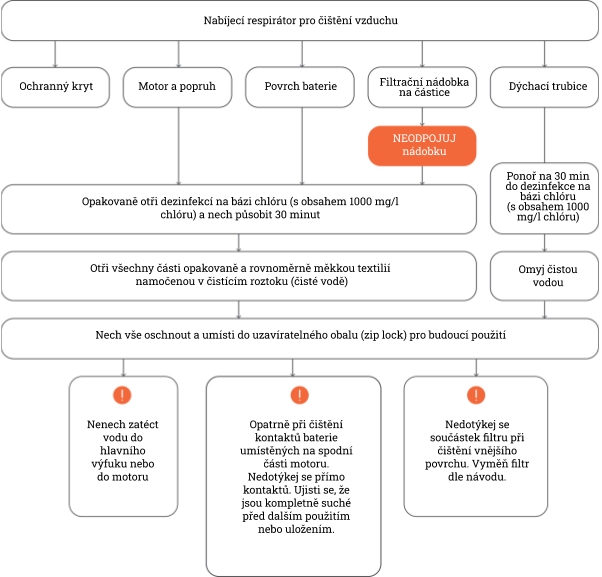 Nabíjecí respirátor pro čištění vzduchu
Ochranný kryt
Motor a popruh
Povrch baterie
Filtrační nádobka
na částice
Dýchací trubice
NEODPOJUJ
nádobku
Opakovaně otři dezinfekcí na bázi chlóru (s obsahem 1000 mg/l
chlóru) a nech působit 30 minut
Ponoř na 30 min
do dezinfekce na
bázi chlóru
(s obsahem 1000
mg/l chlóru)
Otři všechny části opakovaně a rovnoměrně měkkou textilií
namočenou v čistícím roztoku (čisté vodě)
Omyj čistou
vodou
Nech vše oschnout a umísti do uzavíratelného obalu (zip lock) pro budoucí použití
!
Nenech zatéct
vodu do
hlavního
výfuku nebo
do motoru
!
Opatrně při čištění
kontaktů baterie
umístěných na spodní
části motoru.
Nedotýkej se přímo
kontaktů. Ujisti se, že
jsou kompletně suché
před dalším použitím
nebo uložením.
!
Nedotýkej se
součástek filtru při
čištění vnějšího
povrchu. Vyměň filtr
dle návodu.